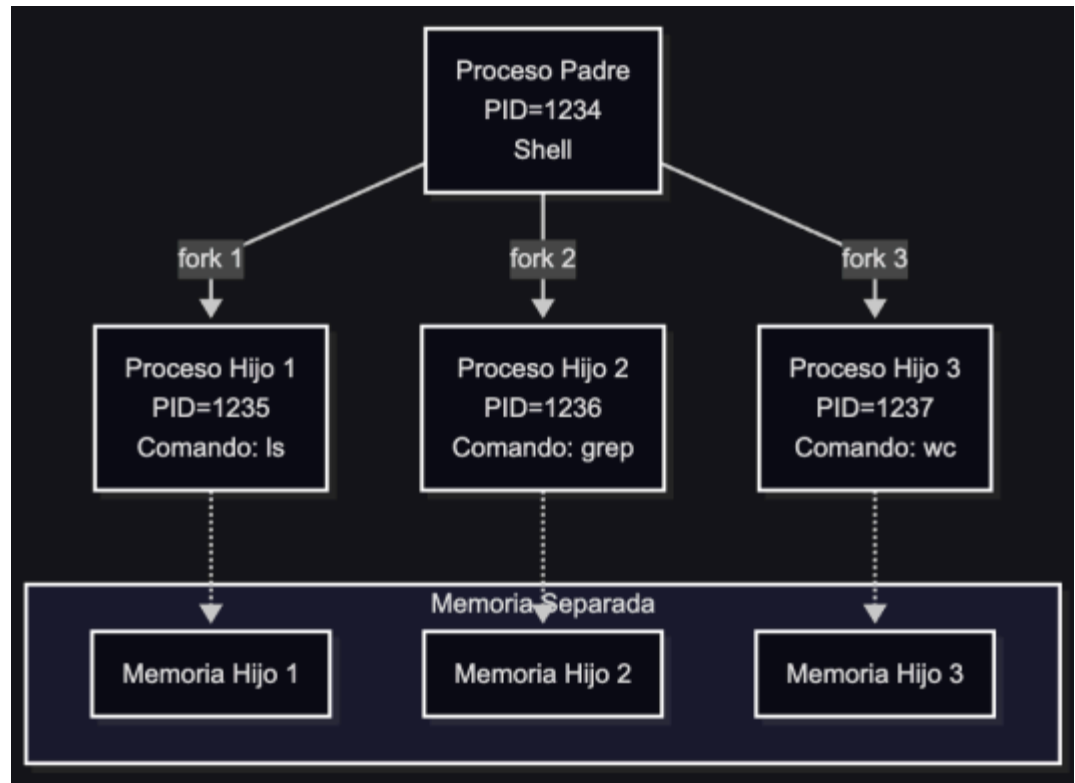 Proceso Padre
PID=1234
Shell
fork 1
fork 2
fork 3
Proceso Hijo 1
PID=1235
Comando: ls
Proceso Hijo 2
PID=1236
Comando: grep
Proceso Hijo 3
PID=1237
Comando: wc
Memoria Separada
Memoria Hijo 1
Memoria Hijo 2
Memoria Hijo 3